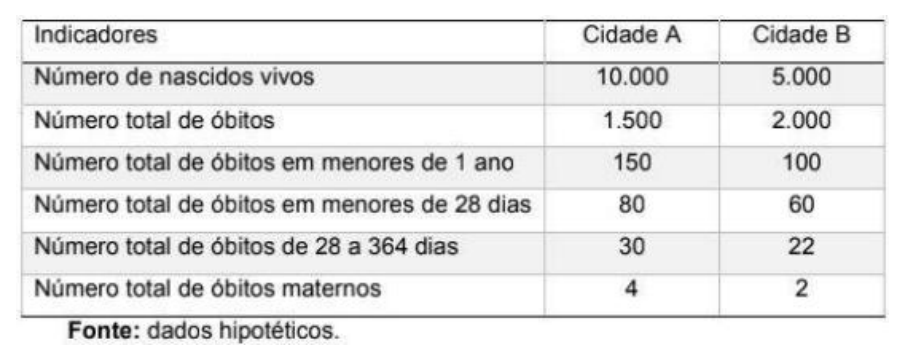 Indicadores Cidade A Cidade B
Número de nascidos vivos 10.000 5.000
Número total de óbitos 1.500 2.000
Número total de óbitos em menores de 1 ano 150 100
Número total de óbitos em menores de 28 dias 80 60
Número total de óbitos de 28 a 364 dias 30 22
Número total de óbitos maternos 4 2
Fonte: dados hipotéticos.